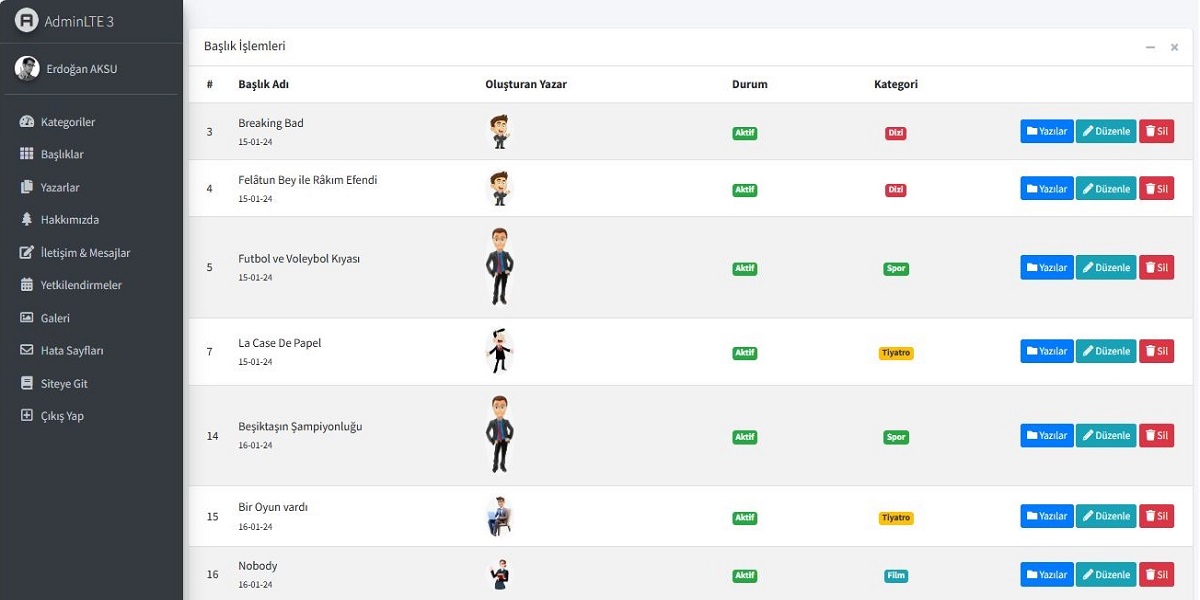 AdminLTE 3
Erdoğan AKSU
Kategoriler
Başlıklar
Yazarlar
Hakkımızda
İletişim & Mesajlar
Yetkilendirmeler
Galeri
Hata Sayfları
Siteye Git
Çıkış Yap
Başlık İşlemleri
# Başlık Adı Oluşturan Yazar Durum Kategori
3 Breaking Bad Aktif Dizi Yazılar Düzenle Sil
15-01-24
4 Felâtun Bey ile Râkım Efendi Aktif Dizi Yazılar Düzenle Sil
15-01-24
5 Futbol ve Voleybol Kıyası Aktif Spor Yazılar Düzenle Sil
15-01-24
7 La Case De Papel Aktif Tiyatro Yazılar Düzenle Sil
15-01-24
14 Beşiktaşın Şampiyonluğu Aktif Spor Yazılar Düzenle Sil
16-01-24
15 Bir Oyun vardı Aktif Tiyatro Yazılar Düzenle Sil
16-01-24
16 Nobody Aktif Film Yazılar Düzenle Sil
16-01-24